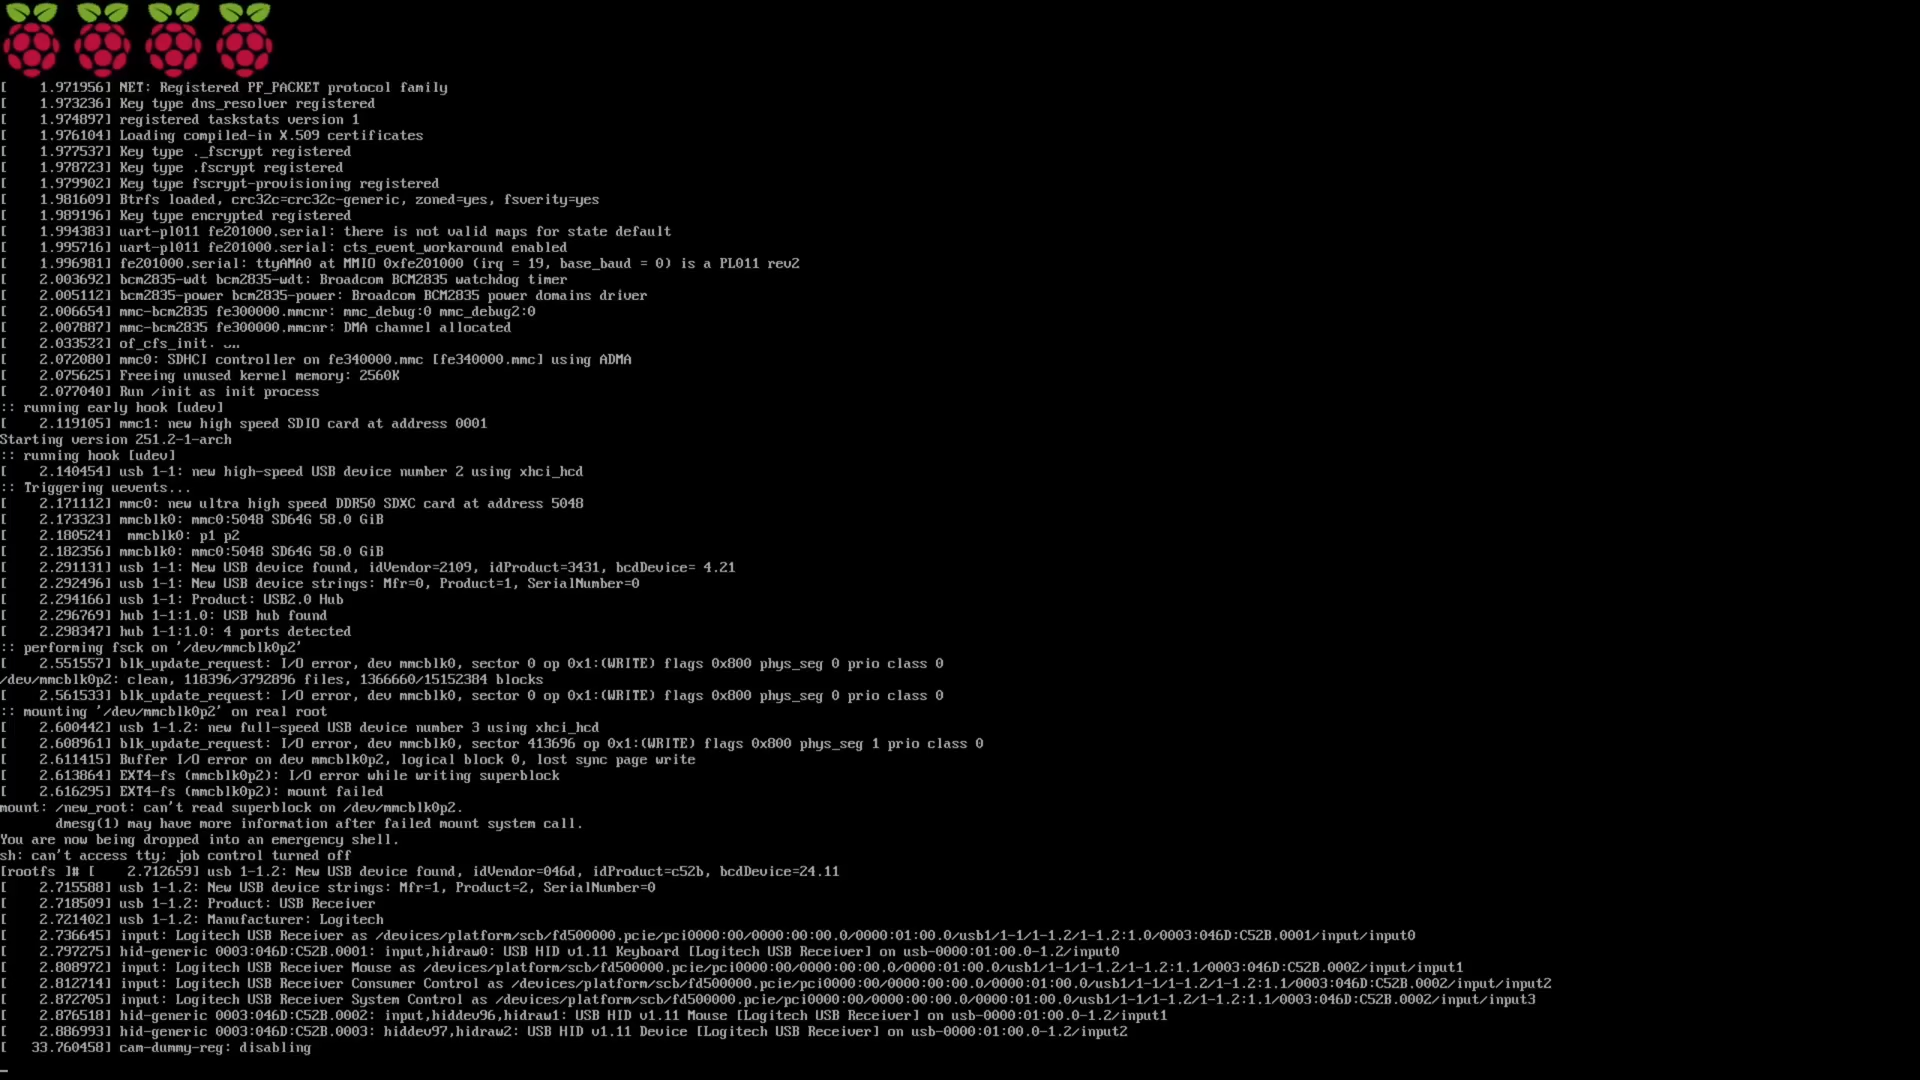 [    1.971956] NET: Registered PF_PACKET protocol family
[    1.973236] Key type dns_resolver registered
[    1.974897] registered taskstats version 1
[    1.976104] Loading compiled-in X.509 certificates
[    1.977537] Key type ._fscrypt registered
[    1.978723] Key type .fscrypt registered
[    1.979902] Key type fscrypt-provisioning registered
[    1.981609] Btrfs loaded, crc32c=crc32c-generic, zoned=yes, fsverity=yes
[    1.989196] Key type encrypted registered
[    1.994383] uart-pl011 fe201000.serial: there is not valid maps for state default
[    1.995716] uart-pl011 fe201000.serial: cts_event_workaround enabled
[    1.996981] fe201000.serial: ttyAMA0 at MMIO 0xfe201000 (irq = 19, base_baud = 0) is a PL011 rev2
[    2.003692] bcm2835-wdt bcm2835-wdt: Broadcom BCM2835 watchdog timer
[    2.005112] bcm2835-power bcm2835-power: Broadcom BCM2835 power domains driver
[    2.006654] mmc-bcm2835 fe300000.mmcnr: mmc_debug:0 mmc_debug2:0
[    2.007887] mmc-bcm2835 fe300000.mmcnr: DMA channel allocated
[    of_cfs_init
[    2.072080] mmc0: SDHCI controller on fe340000.mmc [fe340000.mmc] using ADMA
[    2.075625] Freeing unused kernel memory: 2560K
[    2.077040] Run /init as init process
:: running early hook [udev]
[    2.119105] mmc1: new high speed SDIO card at address 0001
Starting version 251.2-1-arch
:: running hook [udev]
[    2.140454] usb 1-1: new high-speed USB device number 2 using xhci_hcd
:: Triggering uevents...
[    2.171112] mmc0: new ultra high speed DDR50 SDXC card at address 5048
[    2.173323] mmcblk0: mmc0:5048 SD64G 58.0 GiB
[    2.180524]  mmcblk0: p1 p2
[    2.182356] mmcblk0: mmc0:5048 SD64G 58.0 GiB
[    2.291131] usb 1-1: New USB device found, idVendor=2109, idProduct=3431, bcdDevice= 4.21
[    2.292496] usb 1-1: New USB device strings: Mfr=0, Product=1, SerialNumber=0
[    2.294166] usb 1-1: Product: USB2.0 Hub
[    2.296769] hub 1-1:1.0: USB hub found
[    2.298347] hub 1-1:1.0: 4 ports detected
:: performing fsck on '/dev/mmcblk0p2'
[    2.551557] blk_update_request: I/O error, dev mmcblk0, sector 0 op 0x1:(WRITE) flags 0x800 phys_seg 0 prio class 0
/dev/mmcblk0p2: clean, 118396/3792896 files, 1366660/15152384 blocks
[    2.561533] blk_update_request: I/O error, dev mmcblk0, sector 0 op 0x1:(WRITE) flags 0x800 phys_seg 0 prio class 0
:: mounting '/dev/mmcblk0p2' on real root
[    2.600442] usb 1-1.2: new full-speed USB device number 3 using xhci_hcd
[    2.608961] blk_update_request: I/O error, dev mmcblk0, sector 413696 op 0x1:(WRITE) flags 0x800 phys_seg 1 prio class 0
[    2.611415] Buffer I/O error on dev mmcblk0p2, logical block 0, lost sync page write
[    2.613864] EXT4-fs (mmcblk0p2): I/O error while writing superblock
[    2.616295] EXT4-fs (mmcblk0p2): mount failed
mount: /new_root: can't read superblock on /dev/mmcblk0p2.
       dmesg(1) may have more information after failed mount system call.
You are now being dropped into an emergency shell.
sh: can't access tty; job control turned off
[rootfs ]# [    2.712659] usb 1-1.2: New USB device found, idVendor=046d, idProduct=c52b, bcdDevice=24.11
[    2.715588] usb 1-1.2: New USB device strings: Mfr=1, Product=2, SerialNumber=0
[    2.718509] usb 1-1.2: Product: USB Receiver
[    2.721402] usb 1-1.2: Manufacturer: Logitech
[    2.736645] input: Logitech USB Receiver as /devices/platform/scb/fd500000.pcie/pci0000:00/0000:00:00.0/0000:01:00.0/usb1/1-1/1-1.2/1-1.2:1.0/0003:046D:C52B.0001/input/input0
[    2.797275] hid-generic 0003:046D:C52B.0001: input,hidraw0: USB HID v1.11 Keyboard [Logitech USB Receiver] on usb-0000:01:00.0-1.2/input0
[    2.808972] input: Logitech USB Receiver Mouse as /devices/platform/scb/fd500000.pcie/pci0000:00/0000:00:00.0/0000:01:00.0/usb1/1-1/1-1.2/1-1.2:1.1/0003:046D:C52B.0002/input/input1
[    2.812714] input: Logitech USB Receiver Consumer Control as /devices/platform/scb/fd500000.pcie/pci0000:00/0000:00:00.0/0000:01:00.0/usb1/1-1/1-1.2/1-1.2:1.1/0003:046D:C52B.0002/input/input2
[    2.872705] input: Logitech USB Receiver System Control as /devices/platform/scb/fd500000.pcie/pci0000:00/0000:00:00.0/0000:01:00.0/usb1/1-1/1-1.2/1-1.2:1.1/0003:046D:C52B.0002/input/input3
[    2.876518] hid-generic 0003:046D:C52B.0002: input,hiddev96,hidraw1: USB HID v1.11 Mouse [Logitech USB Receiver] on usb-0000:01:00.0-1.2/input1
[    2.886993] hid-generic 0003:046D:C52B.0003: hiddev97,hidraw2: USB HID v1.11 Device [Logitech USB Receiver] on usb-0000:01:00.0-1.2/input2
[   33.760458] cam-dummy-reg: disabling